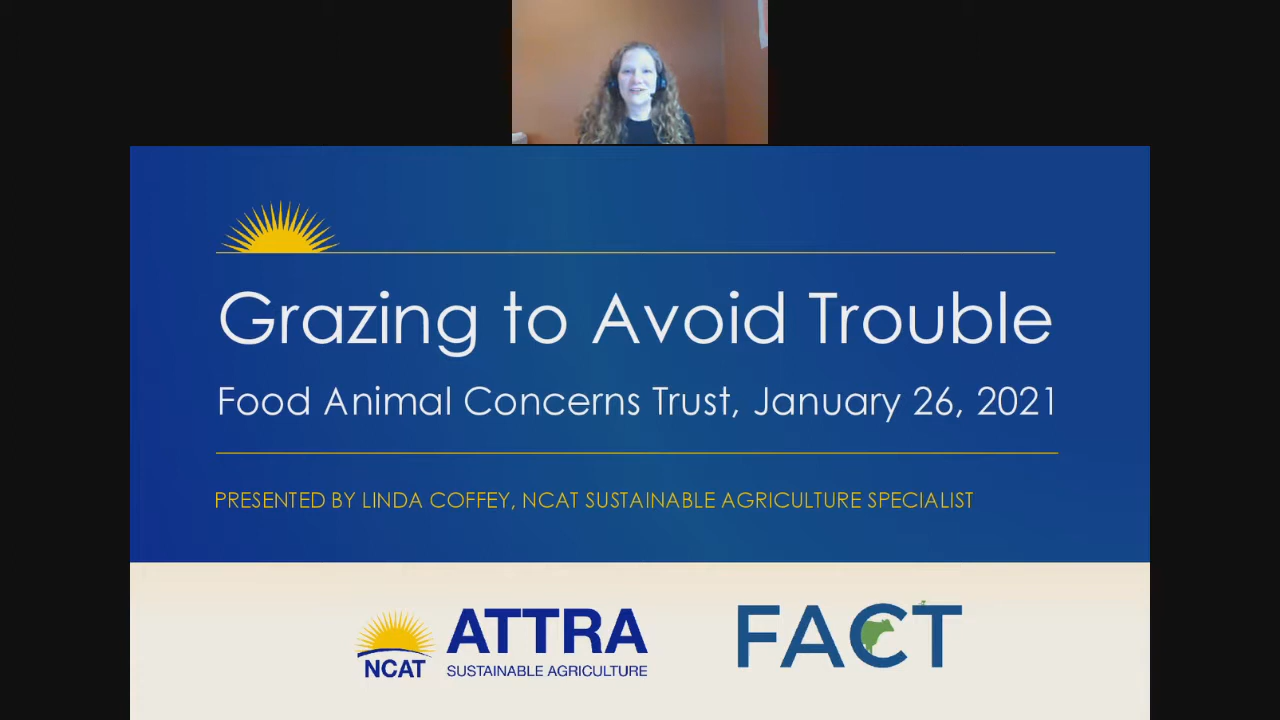 Grazing to Avoid Trouble
Food Animal Concerns Trust, January 26, 2021
PRESENTED BY LINDA COFFEY, NCAT SUSTAINABLE AGRICULTURE SPECIALIST
NCAT
ATTRA
SUSTAINABLE AGRICULTURE
FACT